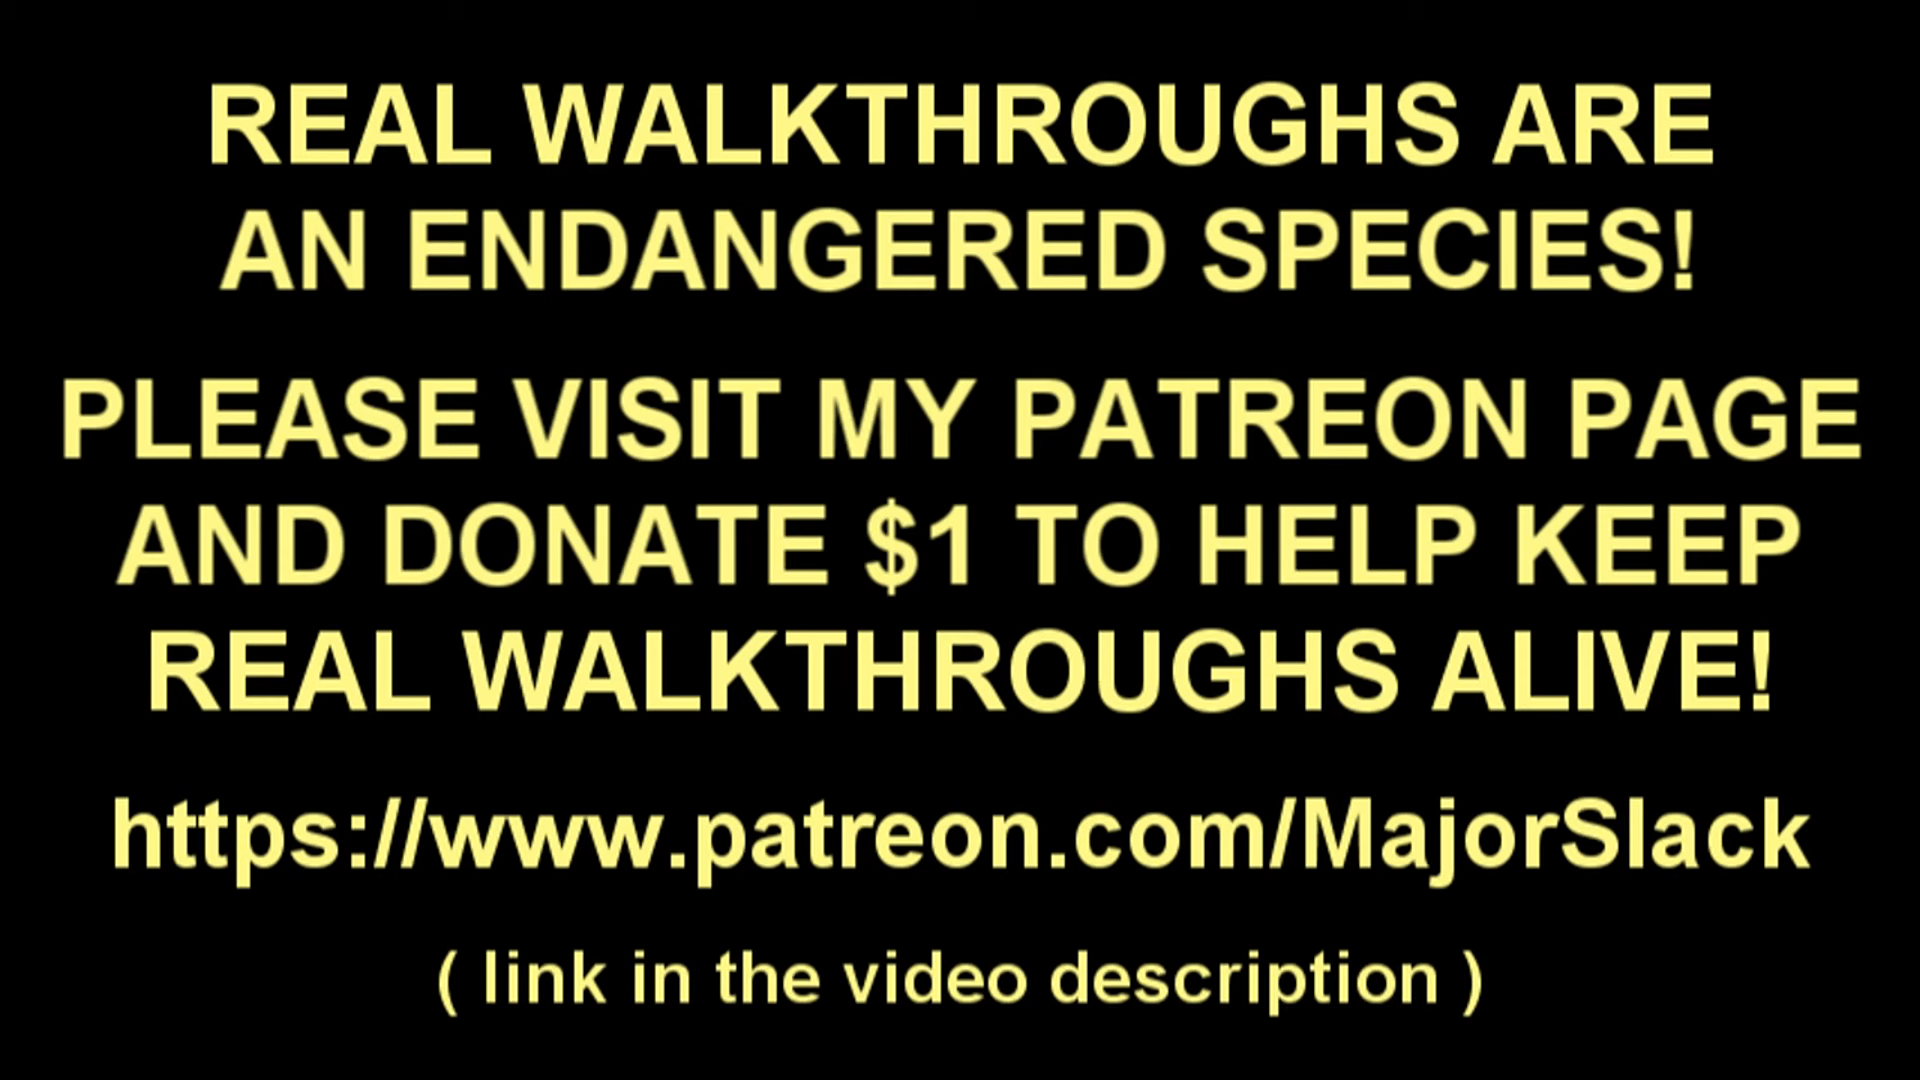 REAL WALKTHROUGHS ARE
AN ENDANGERED SPECIES!
PLEASE VISIT MY PATREON PAGE
AND DONATE $1 TO HELP KEEP
REAL WALKTHROUGHS ALIVE!
https://www.patreon.com/MajorSlack
( link in the video description )